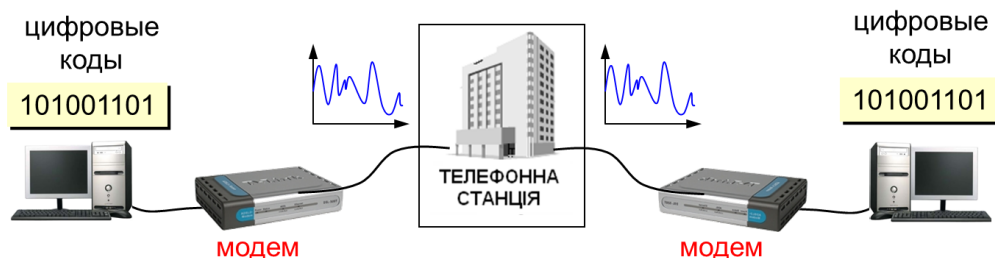 цифровые
коды
101001101
модем
ТЕЛЕФОННА
СТАНЦІЯ
цифровые
коды
101001101
модем